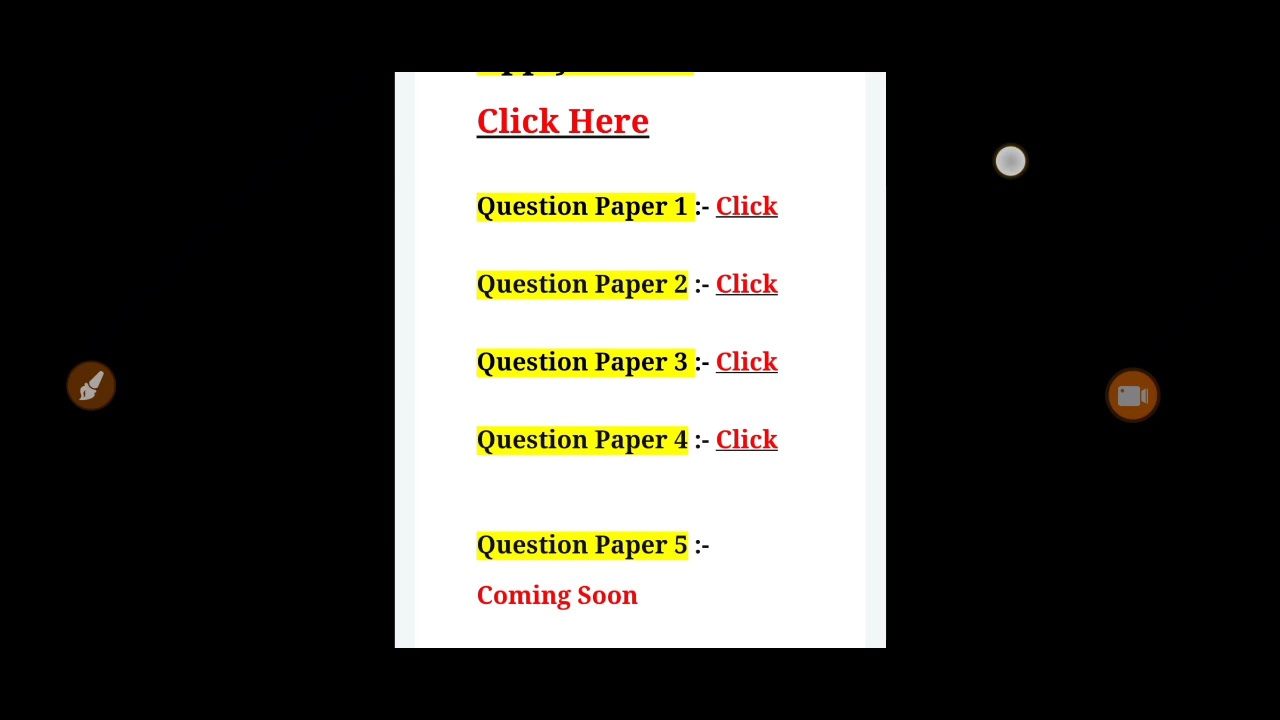 Click Here
Question Paper 1 :- Click
Question Paper 2 :- Click
Question Paper 3 :- Click
Question Paper 4 :- Click
Question Paper 5 :-
Coming Soon